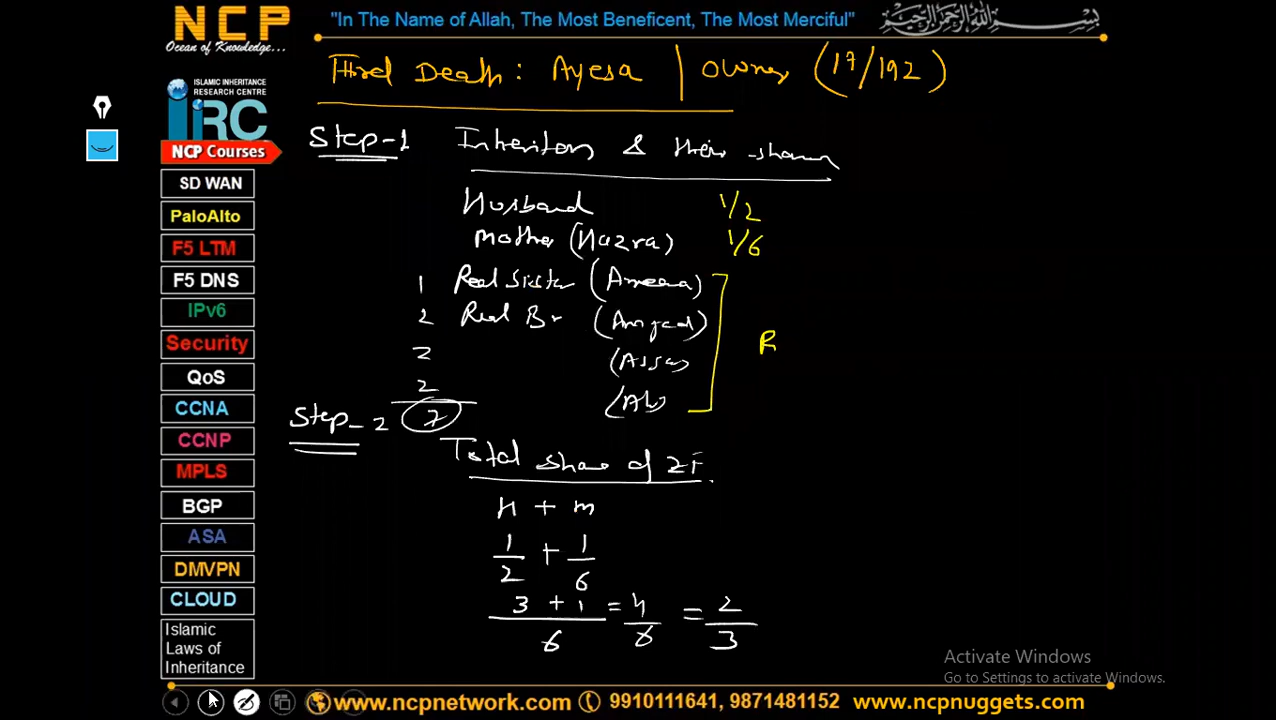 NCP
Ocean of Knowledge...
"In The Name of Allah, The Most Beneficent, The Most Merciful"
بسم الله الرحمن الرحيم
Third Death: Ayesa | Owner (17/192)
ISLAMIC INHERITANCE
RESEARCH CENTRE
IRC
NCP Courses
SD WAN
PaloAlto
F5 LTM
F5 DNS
IPv6
Security
QoS
CCNA
CCNP
MPLS
BGP
ASA
DMVPN
CLOUD
Islamic
Laws of
Inheritance
Step-1 Inheritors & their shares
Husband 1/2
Mother (Hazra) 1/6
1 Real Sister (Ameena)
2 Real Br (Amjad)
R
2
2
7
Step-2
Total share of ZF
H + M
1/2 + 1/6
3 + 1 / 6 = 4/6 = 2/3
Activate Windows
Go to Settings to activate Windows.
www.ncpnetwork.com 9910111641, 9871481152 www.ncpnuggets.com